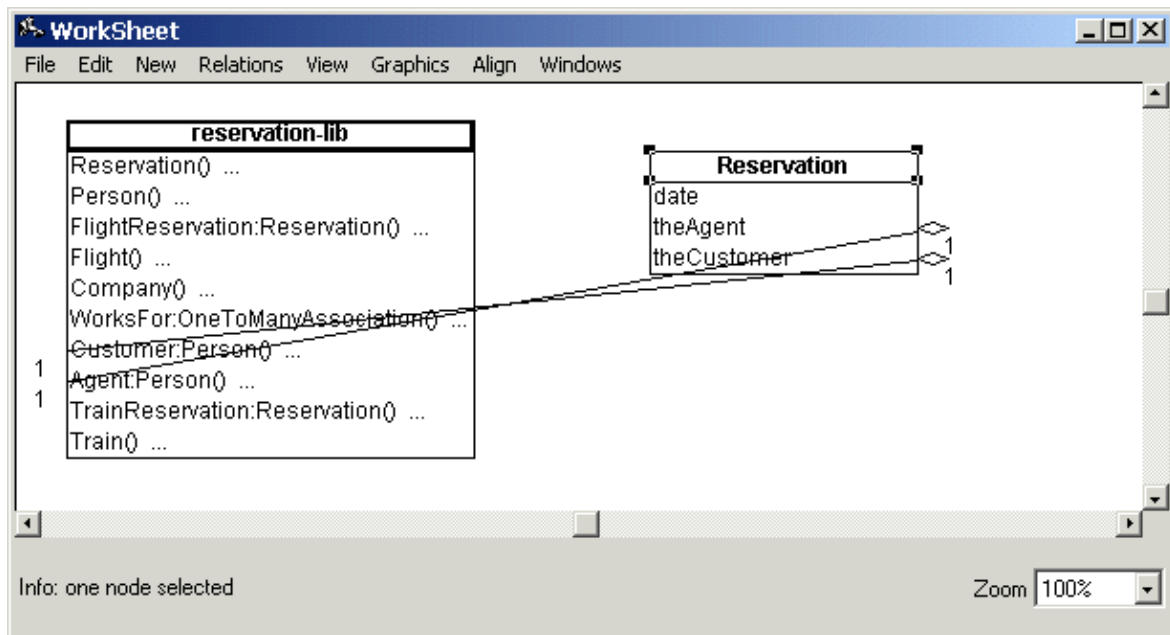 WorkSheet
File Edit New Relations View Graphics Align Windows
reservation-lib
Reservation() ...
Person() ...
FlightReservation:Reservation() ...
Flight() ...
Company() ...
WorksFor:OneToManyAssociation() ...
Customer:Person() ...
Agent:Person() ...
TrainReservation:Reservation() ...
Train() ...
1
1
Reservation
date
theAgent
theCustomer
1
1
Info: one node selected
Zoom 100%